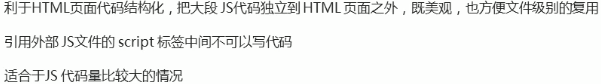 利于HTML页面代码结构化，把大段 JS代码独立到 HTML 页面之外，既美观，也方便文件级别的复用
引用外部 JS文件的 script 标签中间不可以写代码
适合于JS 代码量比较大的情况